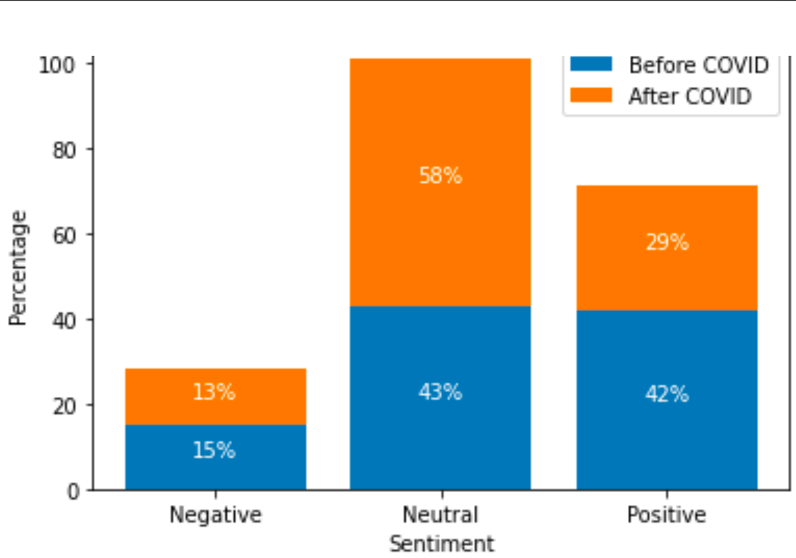 100
80
60
40
20
0
Percentage
Before COVID
After COVID
58%
29%
13%
43%
42%
15%
Negative Neutral Positive
Sentiment